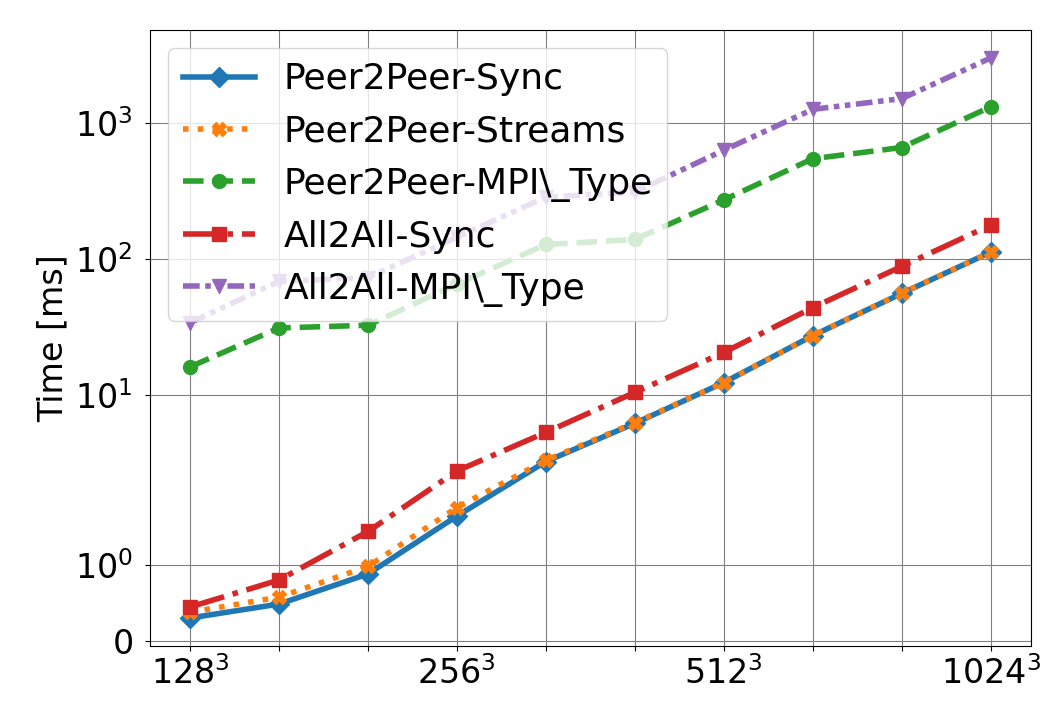 Peer2Peer-Sync
Peer2Peer-Streams
Peer2Peer-MPI\_Type
All2All-Sync
All2All-MPI\_Type
Time [ms]
10³
10²
10¹
10⁰
0
128³ 256³ 512³ 1024³